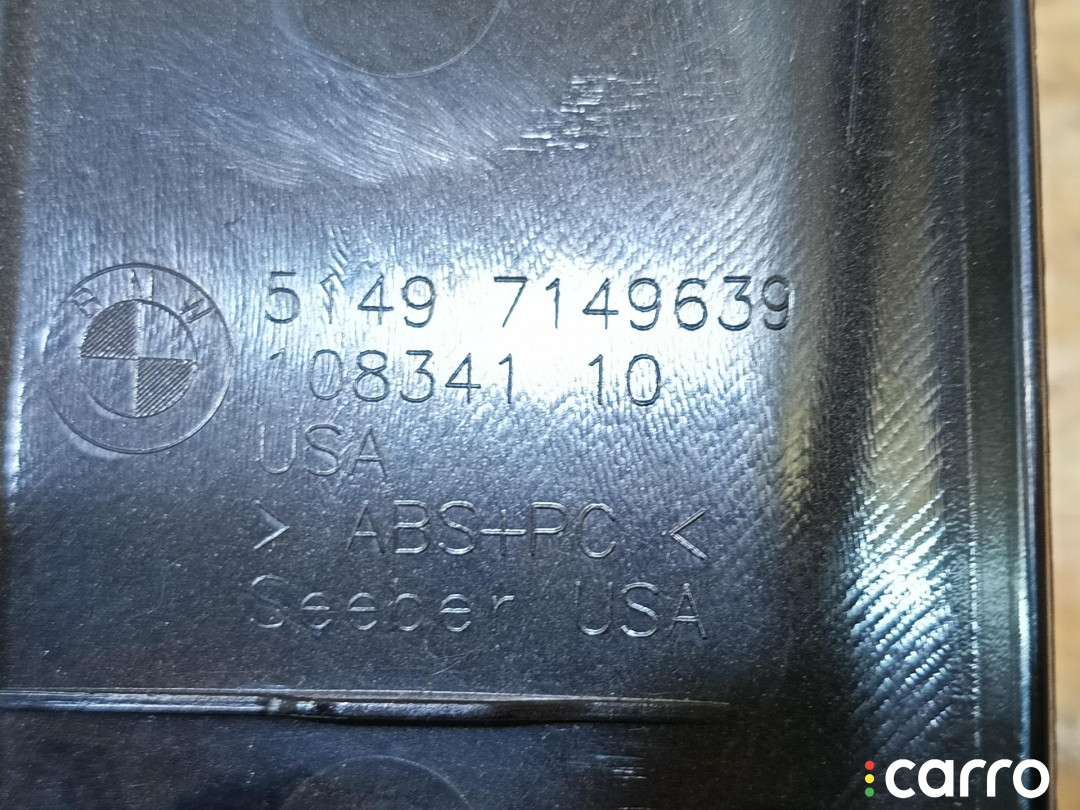 BMW
5149 7149639
108341 10
USA
> ABS+PC <
Seeber USA
carro